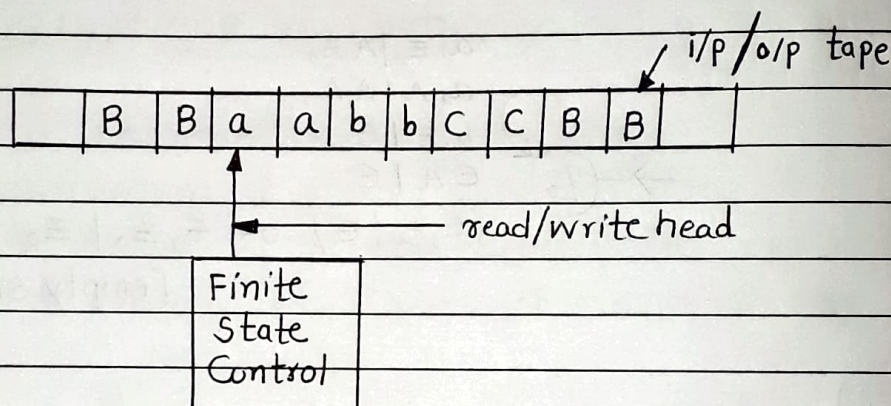 i/p/o/p tape
B B a a b b C C B B
read/write head
Finite
State
Control